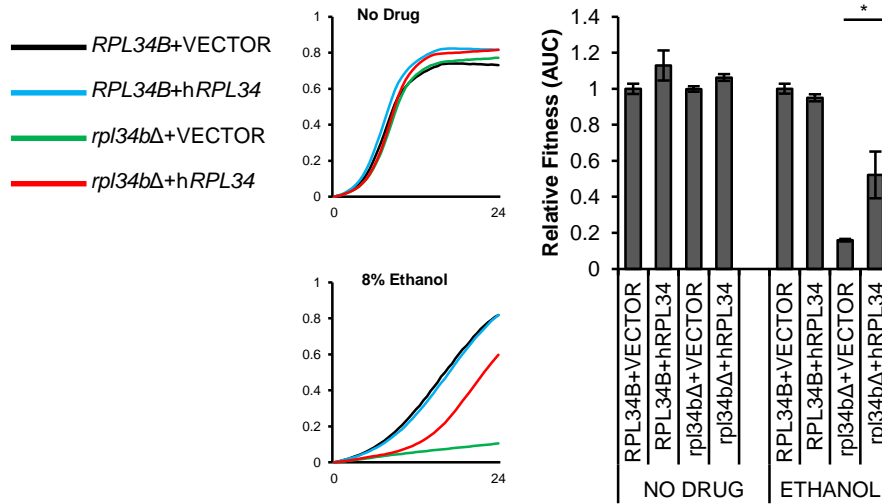 RPL34B+VECTOR
RPL34B+hRPL34
rpl34bΔ+VECTOR
rpl34bΔ+hRPL34
No Drug
1
0.8
0.6
0.4
0.2
0
0
24
8% Ethanol
1
0.8
0.6
0.4
0.2
0
0
24
Relative Fitness (AUC)
1.4
1.2
1
0.8
0.6
0.4
0.2
0
*
RPL34B+VECTOR
RPL34B+hRPL34
rpl34bΔ+VECTOR
rpl34bΔ+hRPL34
RPL34B+VECTOR
RPL34B+hRPL34
rpl34bΔ+VECTOR
rpl34bΔ+hRPL34
NO DRUG
ETHANOL